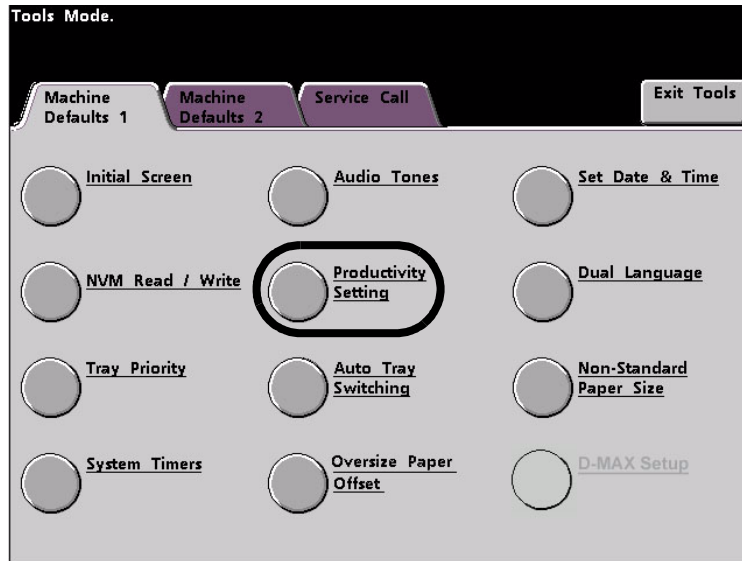 Tools Mode.
Machine
Defaults 1
Machine
Defaults 2
Service Call
Exit Tools
Initial Screen
Audio Tones
Set Date & Time
NVM Read / Write
Productivity
Setting
Dual Language
Tray Priority
Auto Tray
Switching
Non-Standard
Paper Size
System Timers
Oversize Paper
Offset
D-MAX Setup